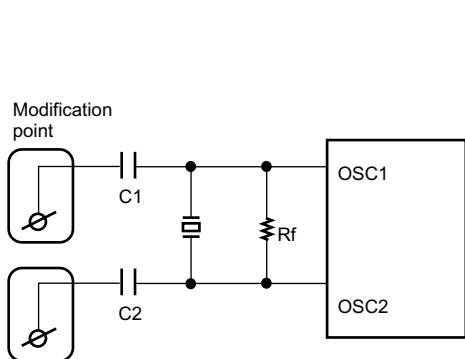 Modification
point
C1
Rf
OSC1
C2
OSC2